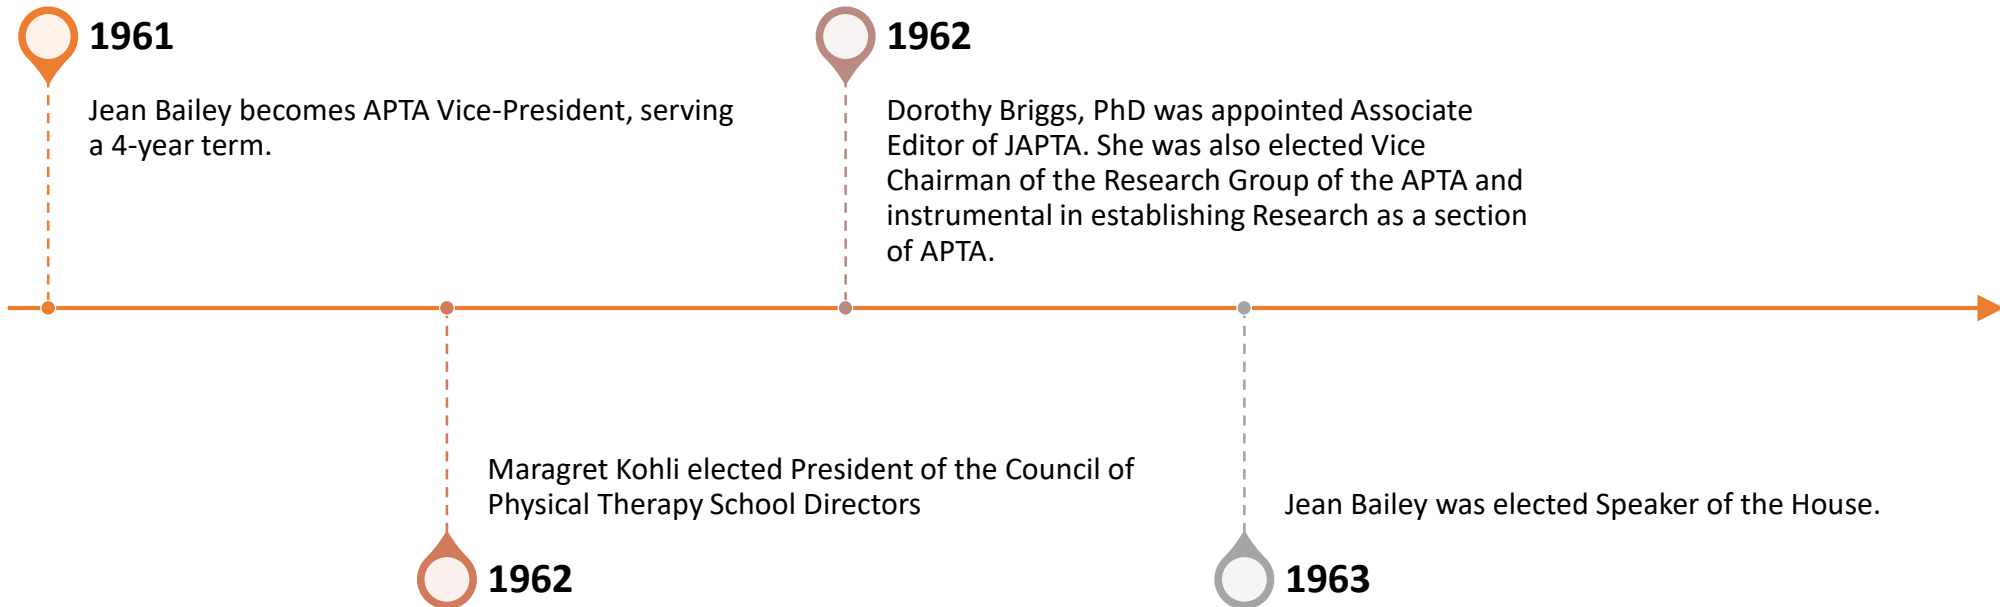 1961
Jean Bailey becomes APTA Vice-President, serving
a 4-year term.
1962
Dorothy Briggs, PhD was appointed Associate
Editor of JAPTA. She was also elected Vice
Chairman of the Research Group of the APTA and
instrumental in establishing Research as a section
of APTA.
Maragret Kohli elected President of the Council of
Physical Therapy School Directors
1962
Jean Bailey was elected Speaker of the House.
1963